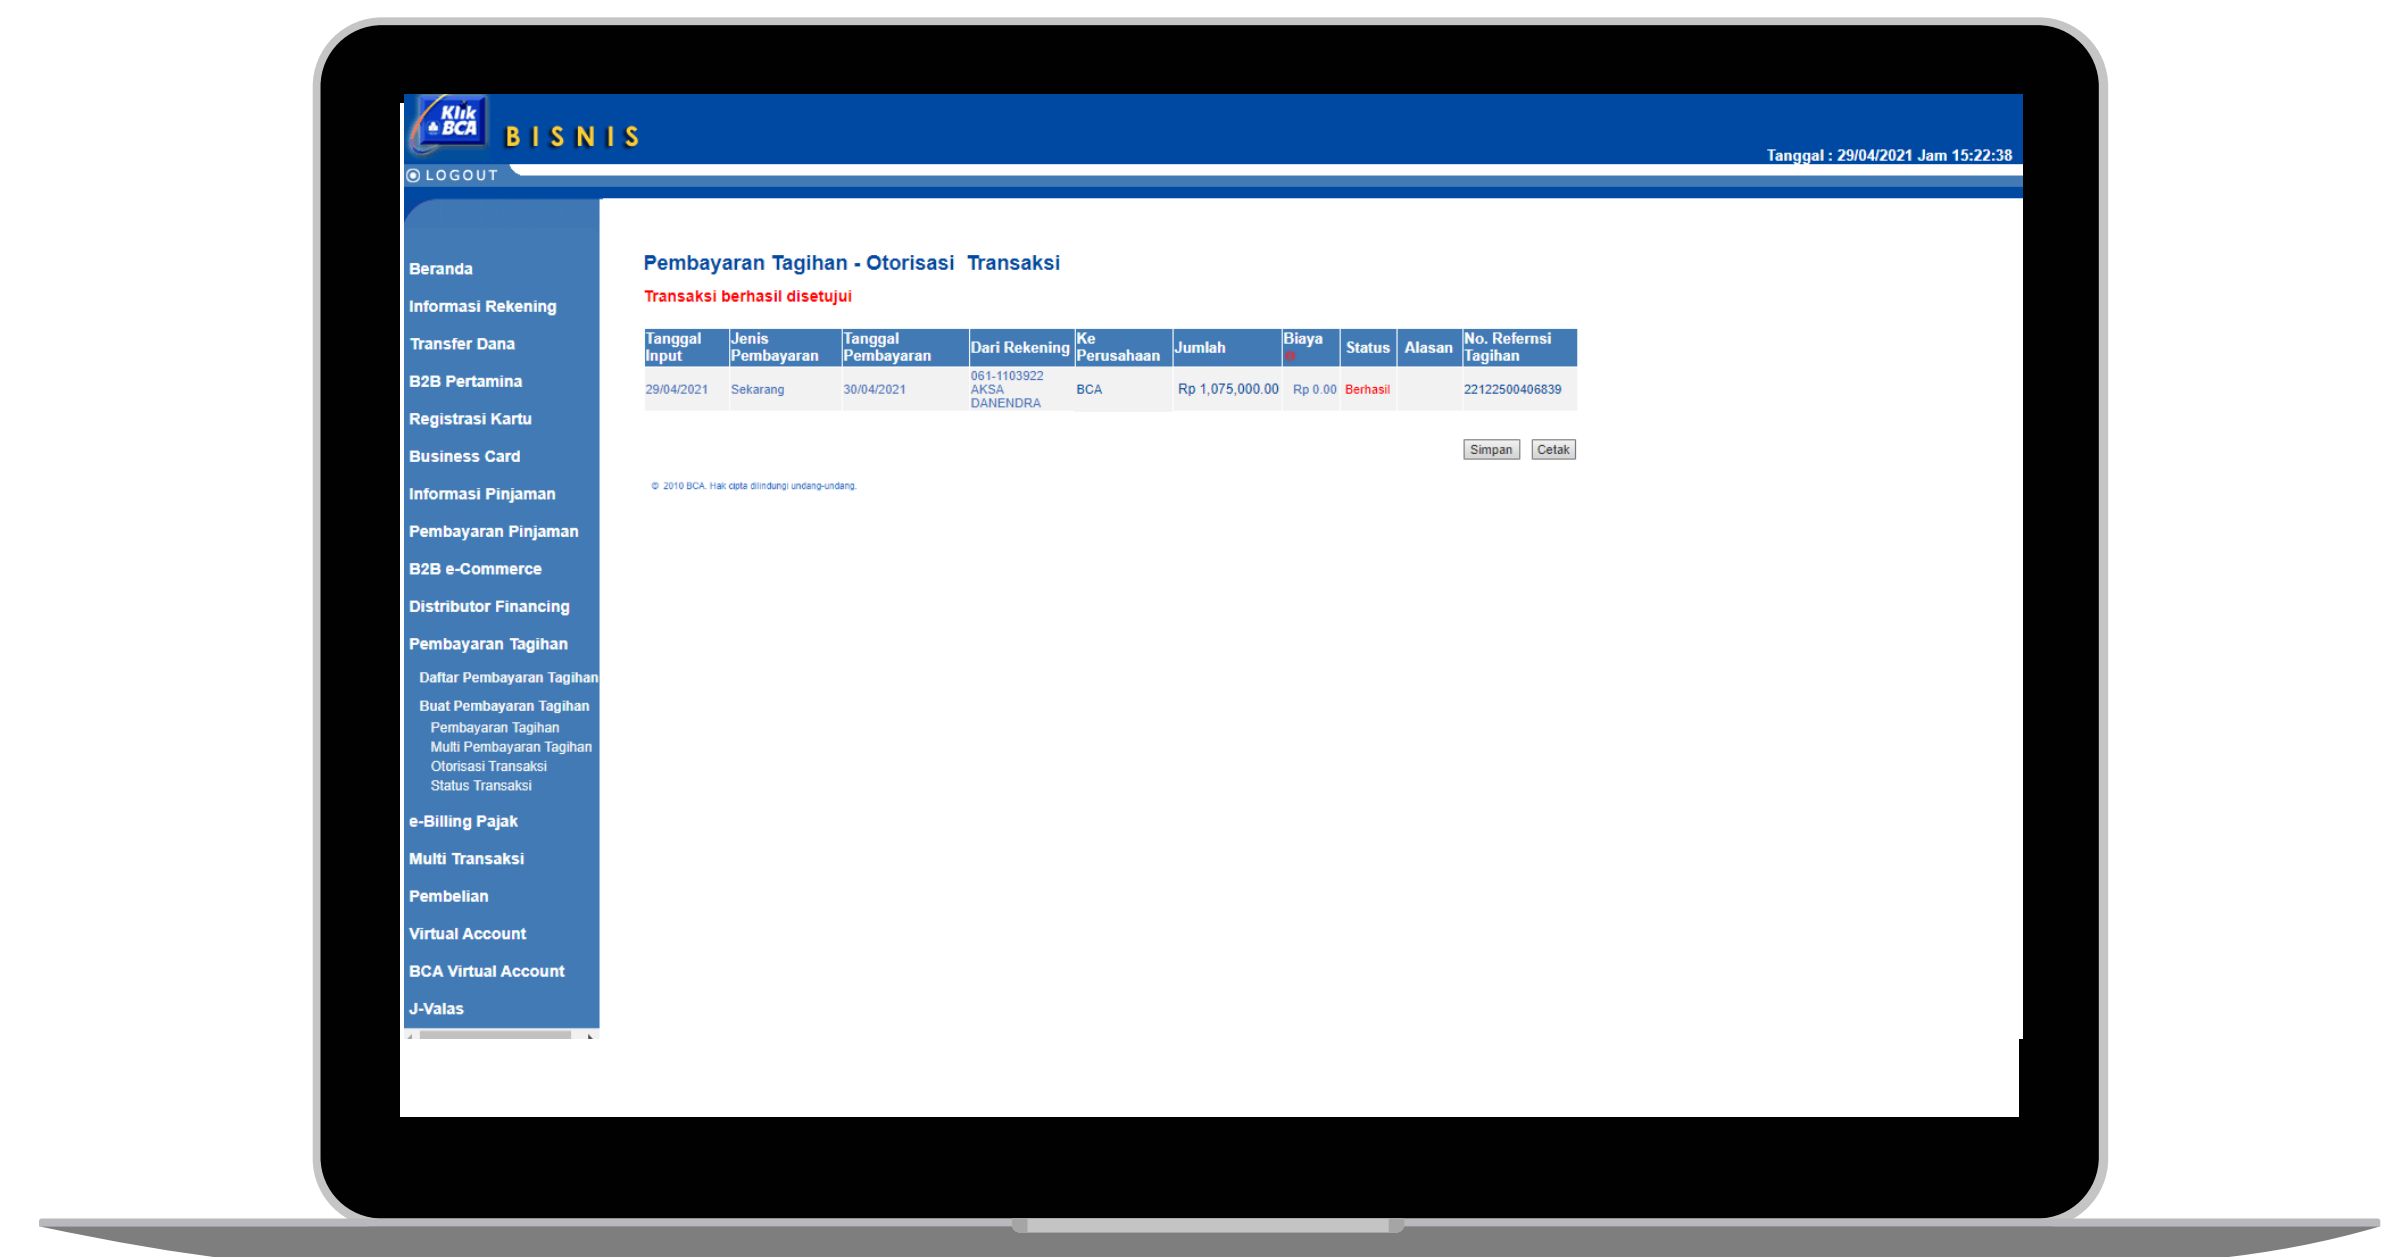 Klik
BCA
BISNIS
Tanggal : 29/04/2021 Jam 15:22:38
LOGOUT
Beranda
Informasi Rekening
Transfer Dana
B2B Pertamina
Registrasi Kartu
Business Card
Informasi Pinjaman
Pembayaran Pinjaman
B2B e-Commerce
Distributor Financing
Pembayaran Tagihan
Daftar Pembayaran Tagihan
Buat Pembayaran Tagihan
Pembayaran Tagihan
Multi Pembayaran Tagihan
Otorisasi Transaksi
Status Transaksi
e-Billing Pajak
Multi Transaksi
Pembelian
Virtual Account
BCA Virtual Account
J-Valas
Pembayaran Tagihan - Otorisasi Transaksi
Transaksi berhasil disetujui
Tanggal Input
Jenis Pembayaran
Tanggal Pembayaran
Dari Rekening
Ke Perusahaan
Jumlah
Biaya
Status
Alasan
No. Refernsi Tagihan
29/04/2021
Sekarang
30/04/2021
061-1103922
AKSA
DANENDRA
BCA
Rp 1,075,000.00
Rp 0.00
Berhasil
22122500406839
Simpan
Cetak
© 2010 BCA. Hak cipta dilindungi undang-undang.